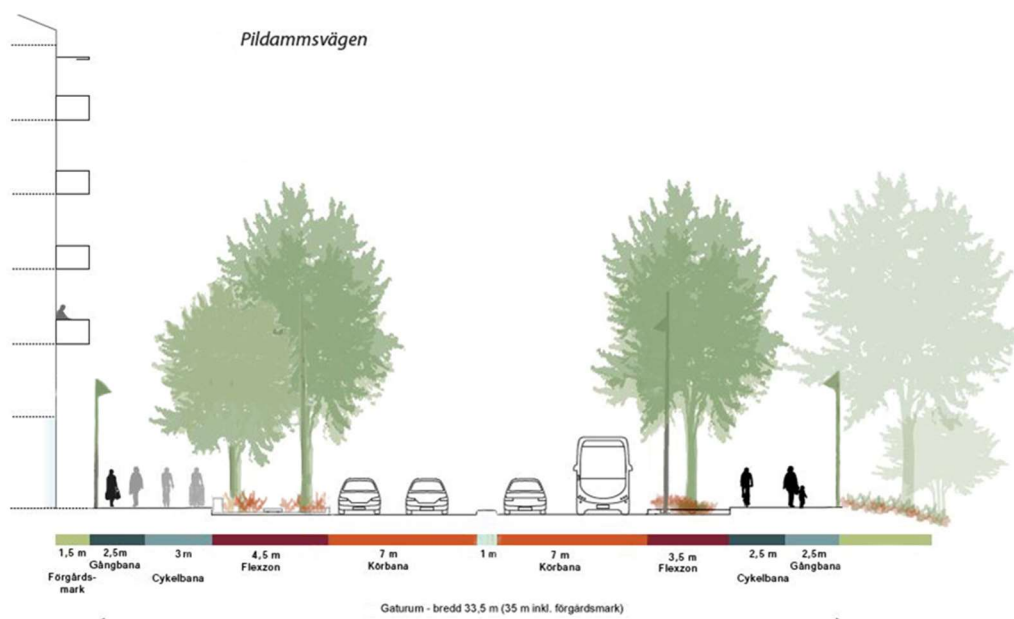 Pildammsvägen
1,5 m
Förgårds-
mark
2,5m
Gångbana
3 m
Cykelbana
4,5 m
Flexzon
7 m
Körbana
1 m
7 m
Körbana
3,5 m
Flexzon
2,5 m
Cykelbana
2,5m
Gångbana
Gaturum - bredd 33,5 m (35 m inkl. förgårdsmark)